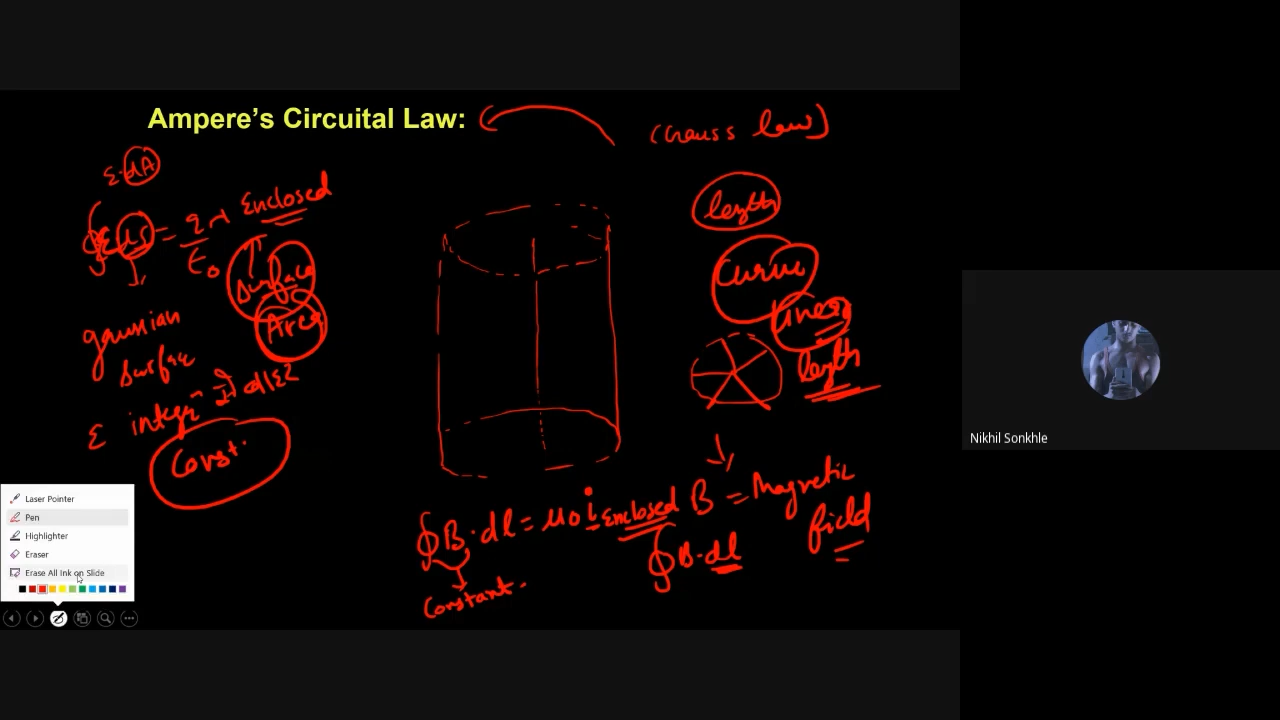 Ampere's Circuital Law:
(Gauss law)
E·dA
∮E ds = q → Enclosed
ε0
Surface
Area
gaussian
surface
Const.
length
Curve
linear
length
∮B·dl = μ0 i Enclosed
Constant.
B = Magnetic
field
∮B·dl
Laser Pointer
Pen
Highlighter
Eraser
Erase All Ink on Slide
Nikhil Sonkhle